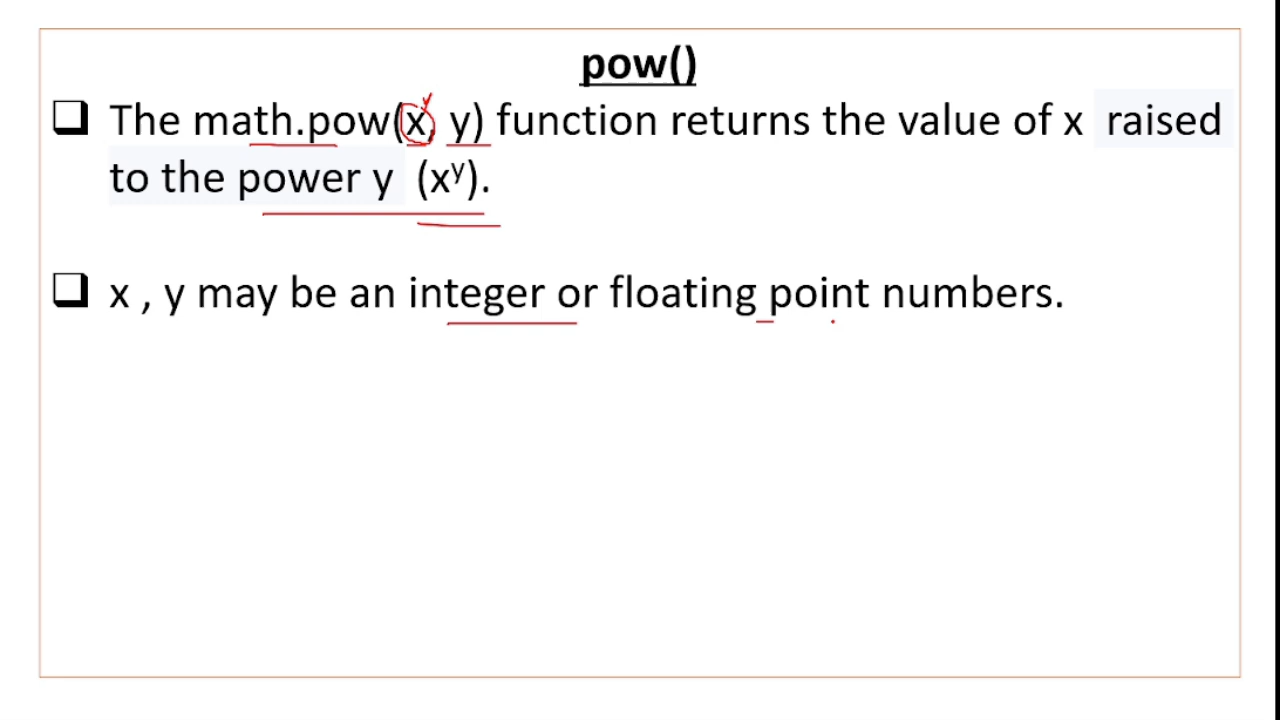 pow()
The math.pow(x, y) function returns the value of x raised
to the power y (xʸ).
x , y may be an integer or floating point numbers.